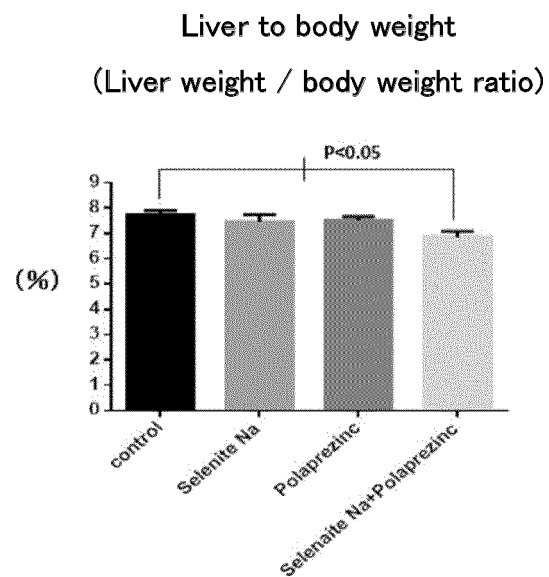 Liver to body weight
(Liver weight / body weight ratio)
P<0.05
9
8
7
6
5
4
3
2
1
0
(%)
control
Selenite Na
Polaprezinc
Selenaite Na+Polaprezinc